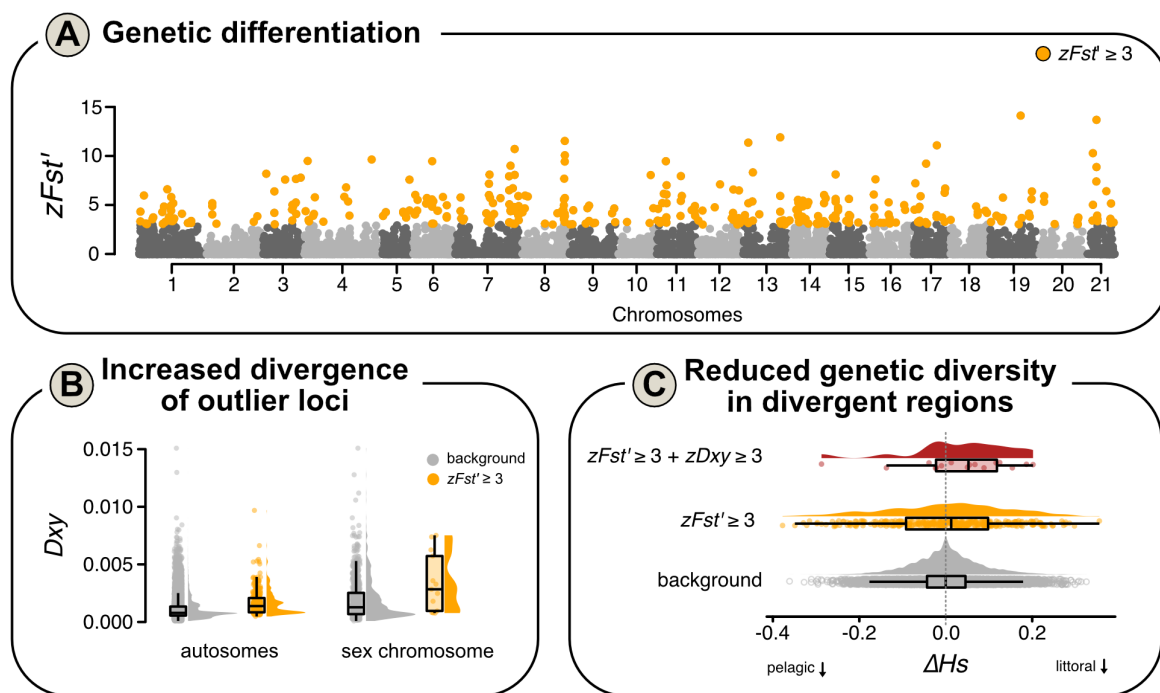 A Genetic differentiation
zFst' ≥ 3
zFst'
15
10
5
0
1 2 3 4 5 6 7 8 9 10 11 12 13 14 15 16 17 18 19 20 21
Chromosomes
B Increased divergence
of outlier loci
background
zFst' ≥ 3
Dxy
0.015
0.010
0.005
0.000
autosomes sex chromosome
C Reduced genetic diversity
in divergent regions
zFst' ≥ 3 + zDxy ≥ 3
zFst' ≥ 3
background
-0.4 -0.2 0.0 0.2
pelagic ↓ ΔHs littoral ↓